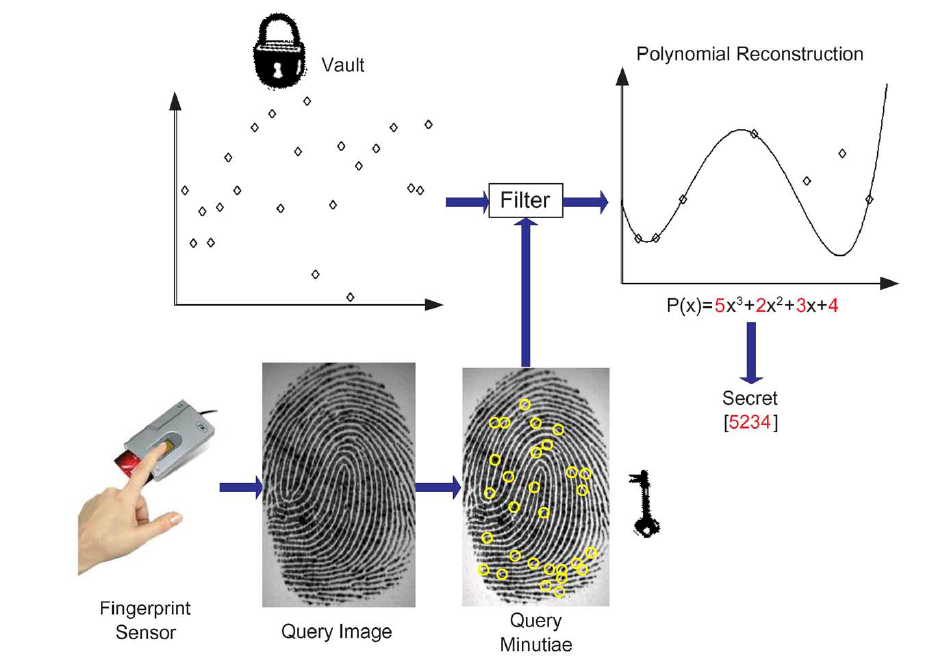 Vault
Polynomial Reconstruction
Filter
P(x)=5x³+2x²+3x+4
Secret
[5234]
Fingerprint
Sensor
Query Image
Query
Minutiae